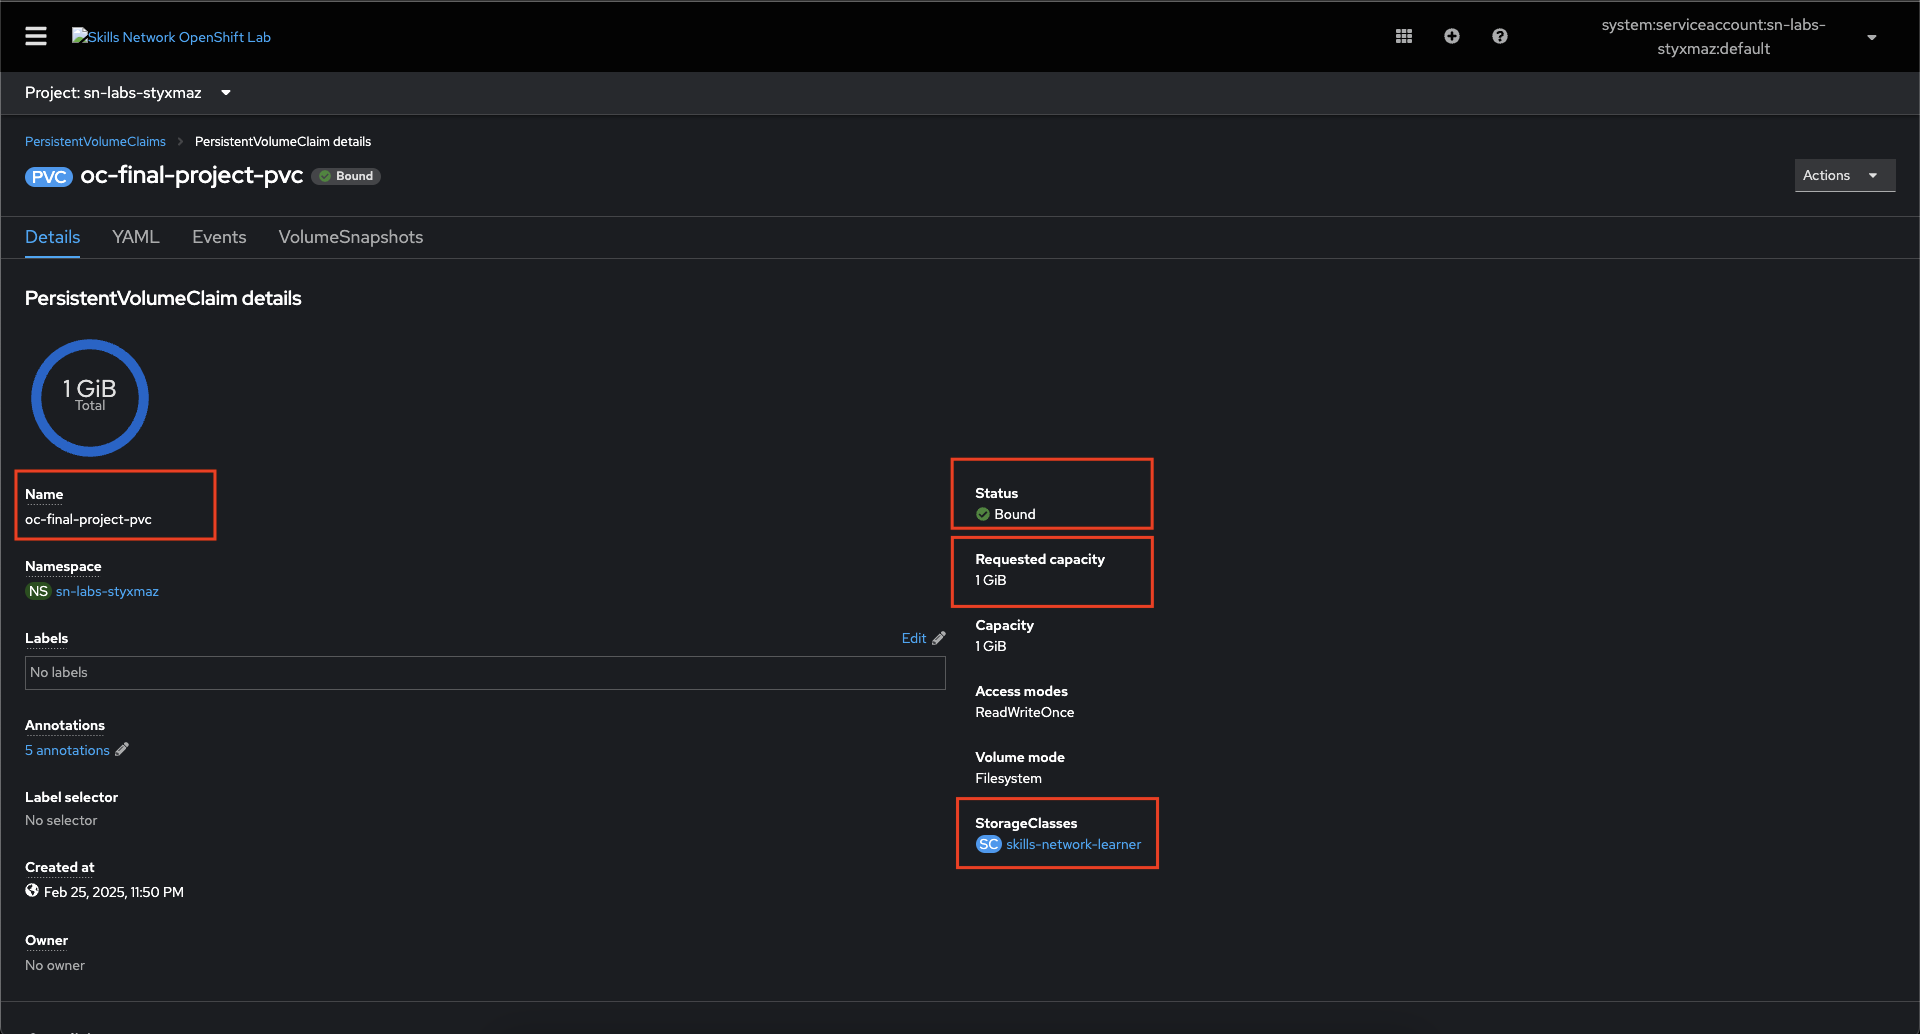 Skills Network OpenShift Lab
system:serviceaccount:sn-labs-
styxmaz:default
Project: sn-labs-styxmaz
PersistentVolumeClaims
PersistentVolumeClaim details
PVC oc-final-project-pvc
Bound
Actions
Details
YAML
Events
VolumeSnapshots
PersistentVolumeClaim details
1 GiB
Total
Name
oc-final-project-pvc
Namespace
NS sn-labs-styxmaz
Labels
Edit
No labels
Annotations
5 annotations
Label selector
No selector
Created at
Feb 25, 2025, 11:50 PM
Owner
No owner
Status
Bound
Requested capacity
1 GiB
Capacity
1 GiB
Access modes
ReadWriteOnce
Volume mode
Filesystem
StorageClasses
SC skills-network-learner